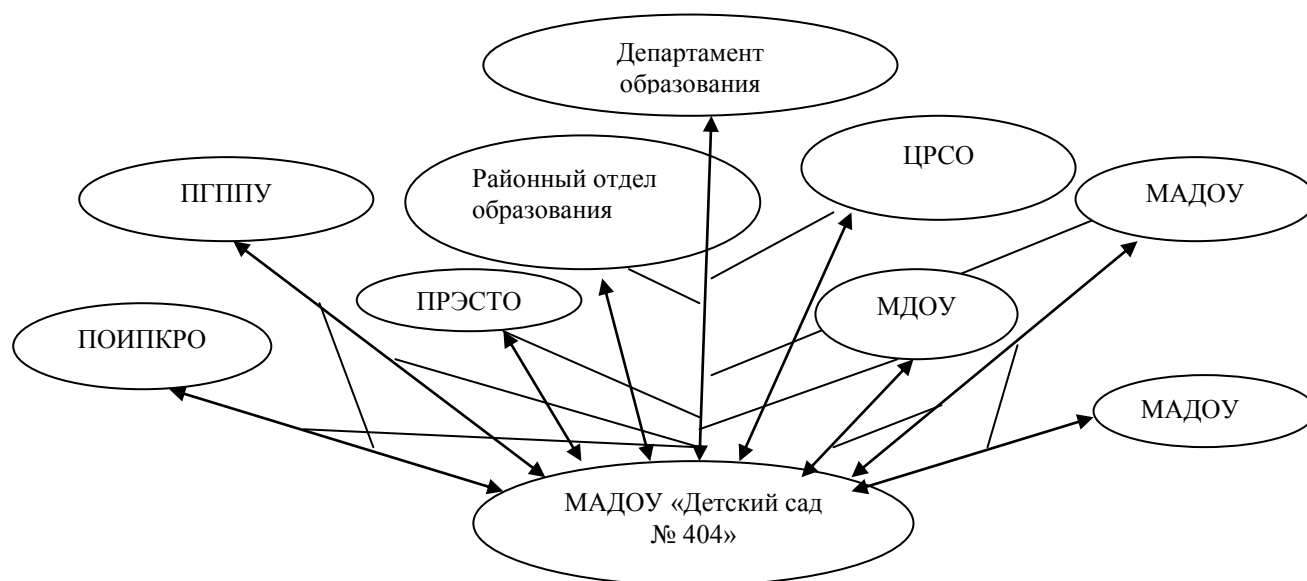 Департамент
образования
ЦРСО
Районный отдел
образования
ПГППУ
МАДОУ
ПРЭСТО
МДОУ
ПОИПКРО
МАДОУ
МАДОУ «Детский сад
№ 404»